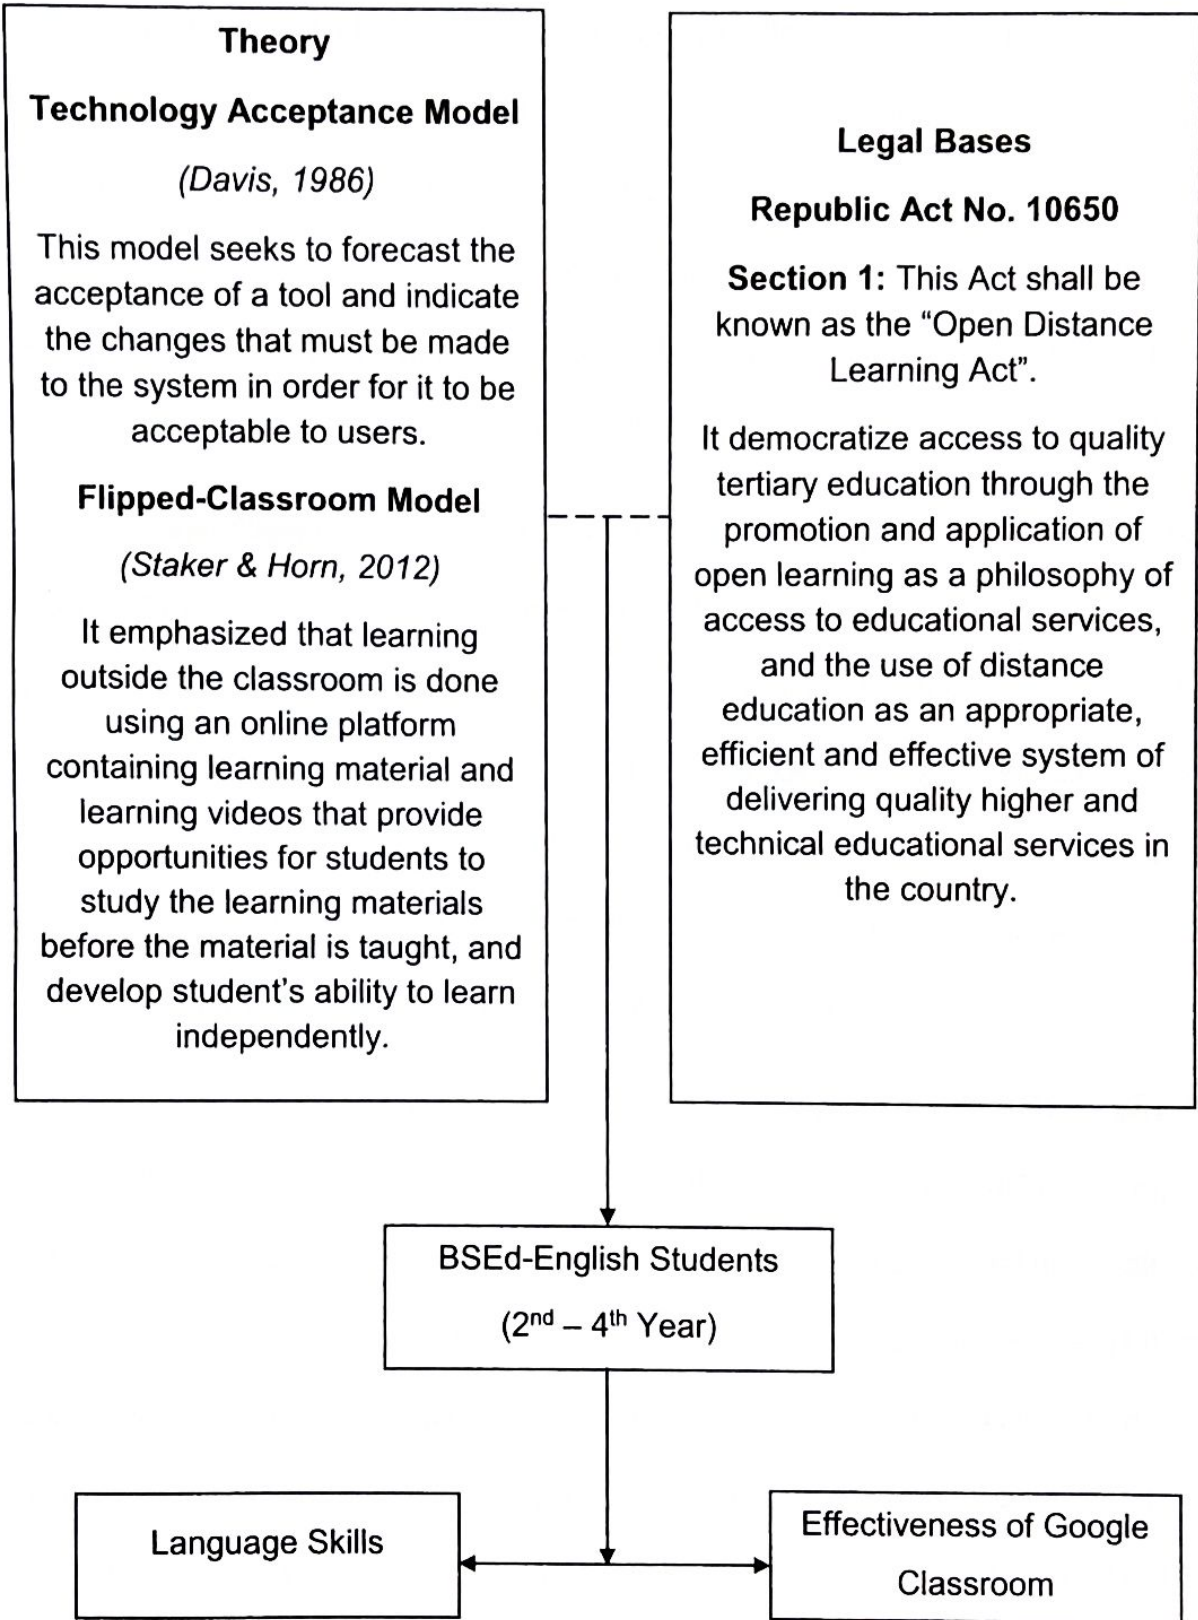 Theory
Technology Acceptance Model
(Davis, 1986)
This model seeks to forecast the
acceptance of a tool and indicate
the changes that must be made
to the system in order for it to be
acceptable to users.
Flipped-Classroom Model
(Staker & Horn, 2012)
It emphasized that learning
outside the classroom is done
using an online platform
containing learning material and
learning videos that provide
opportunities for students to
study the learning materials
before the material is taught, and
develop student's ability to learn
independently.
Legal Bases
Republic Act No. 10650
Section 1: This Act shall be
known as the “Open Distance
Learning Act”.
It democratize access to quality
tertiary education through the
promotion and application of
open learning as a philosophy of
access to educational services,
and the use of distance
education as an appropriate,
efficient and effective system of
delivering quality higher and
technical educational services in
the country.
BSEd-English Students
(2nd – 4th Year)
Language Skills
Effectiveness of Google
Classroom